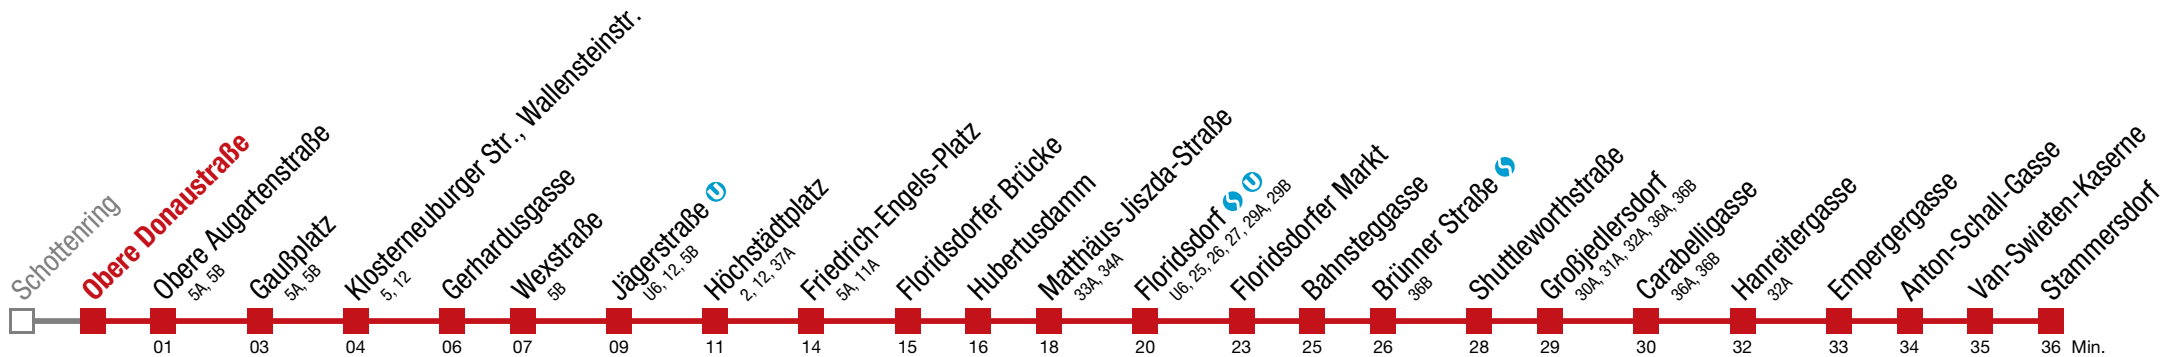 Schottenring
Obere Donaustraße
Obere Augartenstraße
5A, 5B
Gaußplatz
5A, 5B
Klosterneuburger Str., Wallensteinstr.
5, 12
Gerhardusgasse
Wexstraße
5B
Jägerstraße U
U6, 12, 5B
Höchstädtplatz
2, 12, 37A
Friedrich-Engels-Platz
5A, 11A
Floridsdorfer Brücke
Hubertusdamm
Matthäus-Jiszda-Straße
33A, 34A
Floridsdorf S U
U6, 25, 26, 27, 29A, 29B
Floridsdorfer Markt
Bahnsteggasse
Brünner Straße S
36B
Shuttleworthstraße
Großjedlersdorf
30A, 31A, 32A, 36A, 36B
Carabelligasse
36A, 36B
Hanreitergasse
32A
Empergergasse
Anton-Schall-Gasse
Van-Swieten-Kaserne
Stammersdorf
01 03 04 06 07 09 11 14 15 16 18 20 23 25 26 28 29 30 32 33 34 35 36 Min.